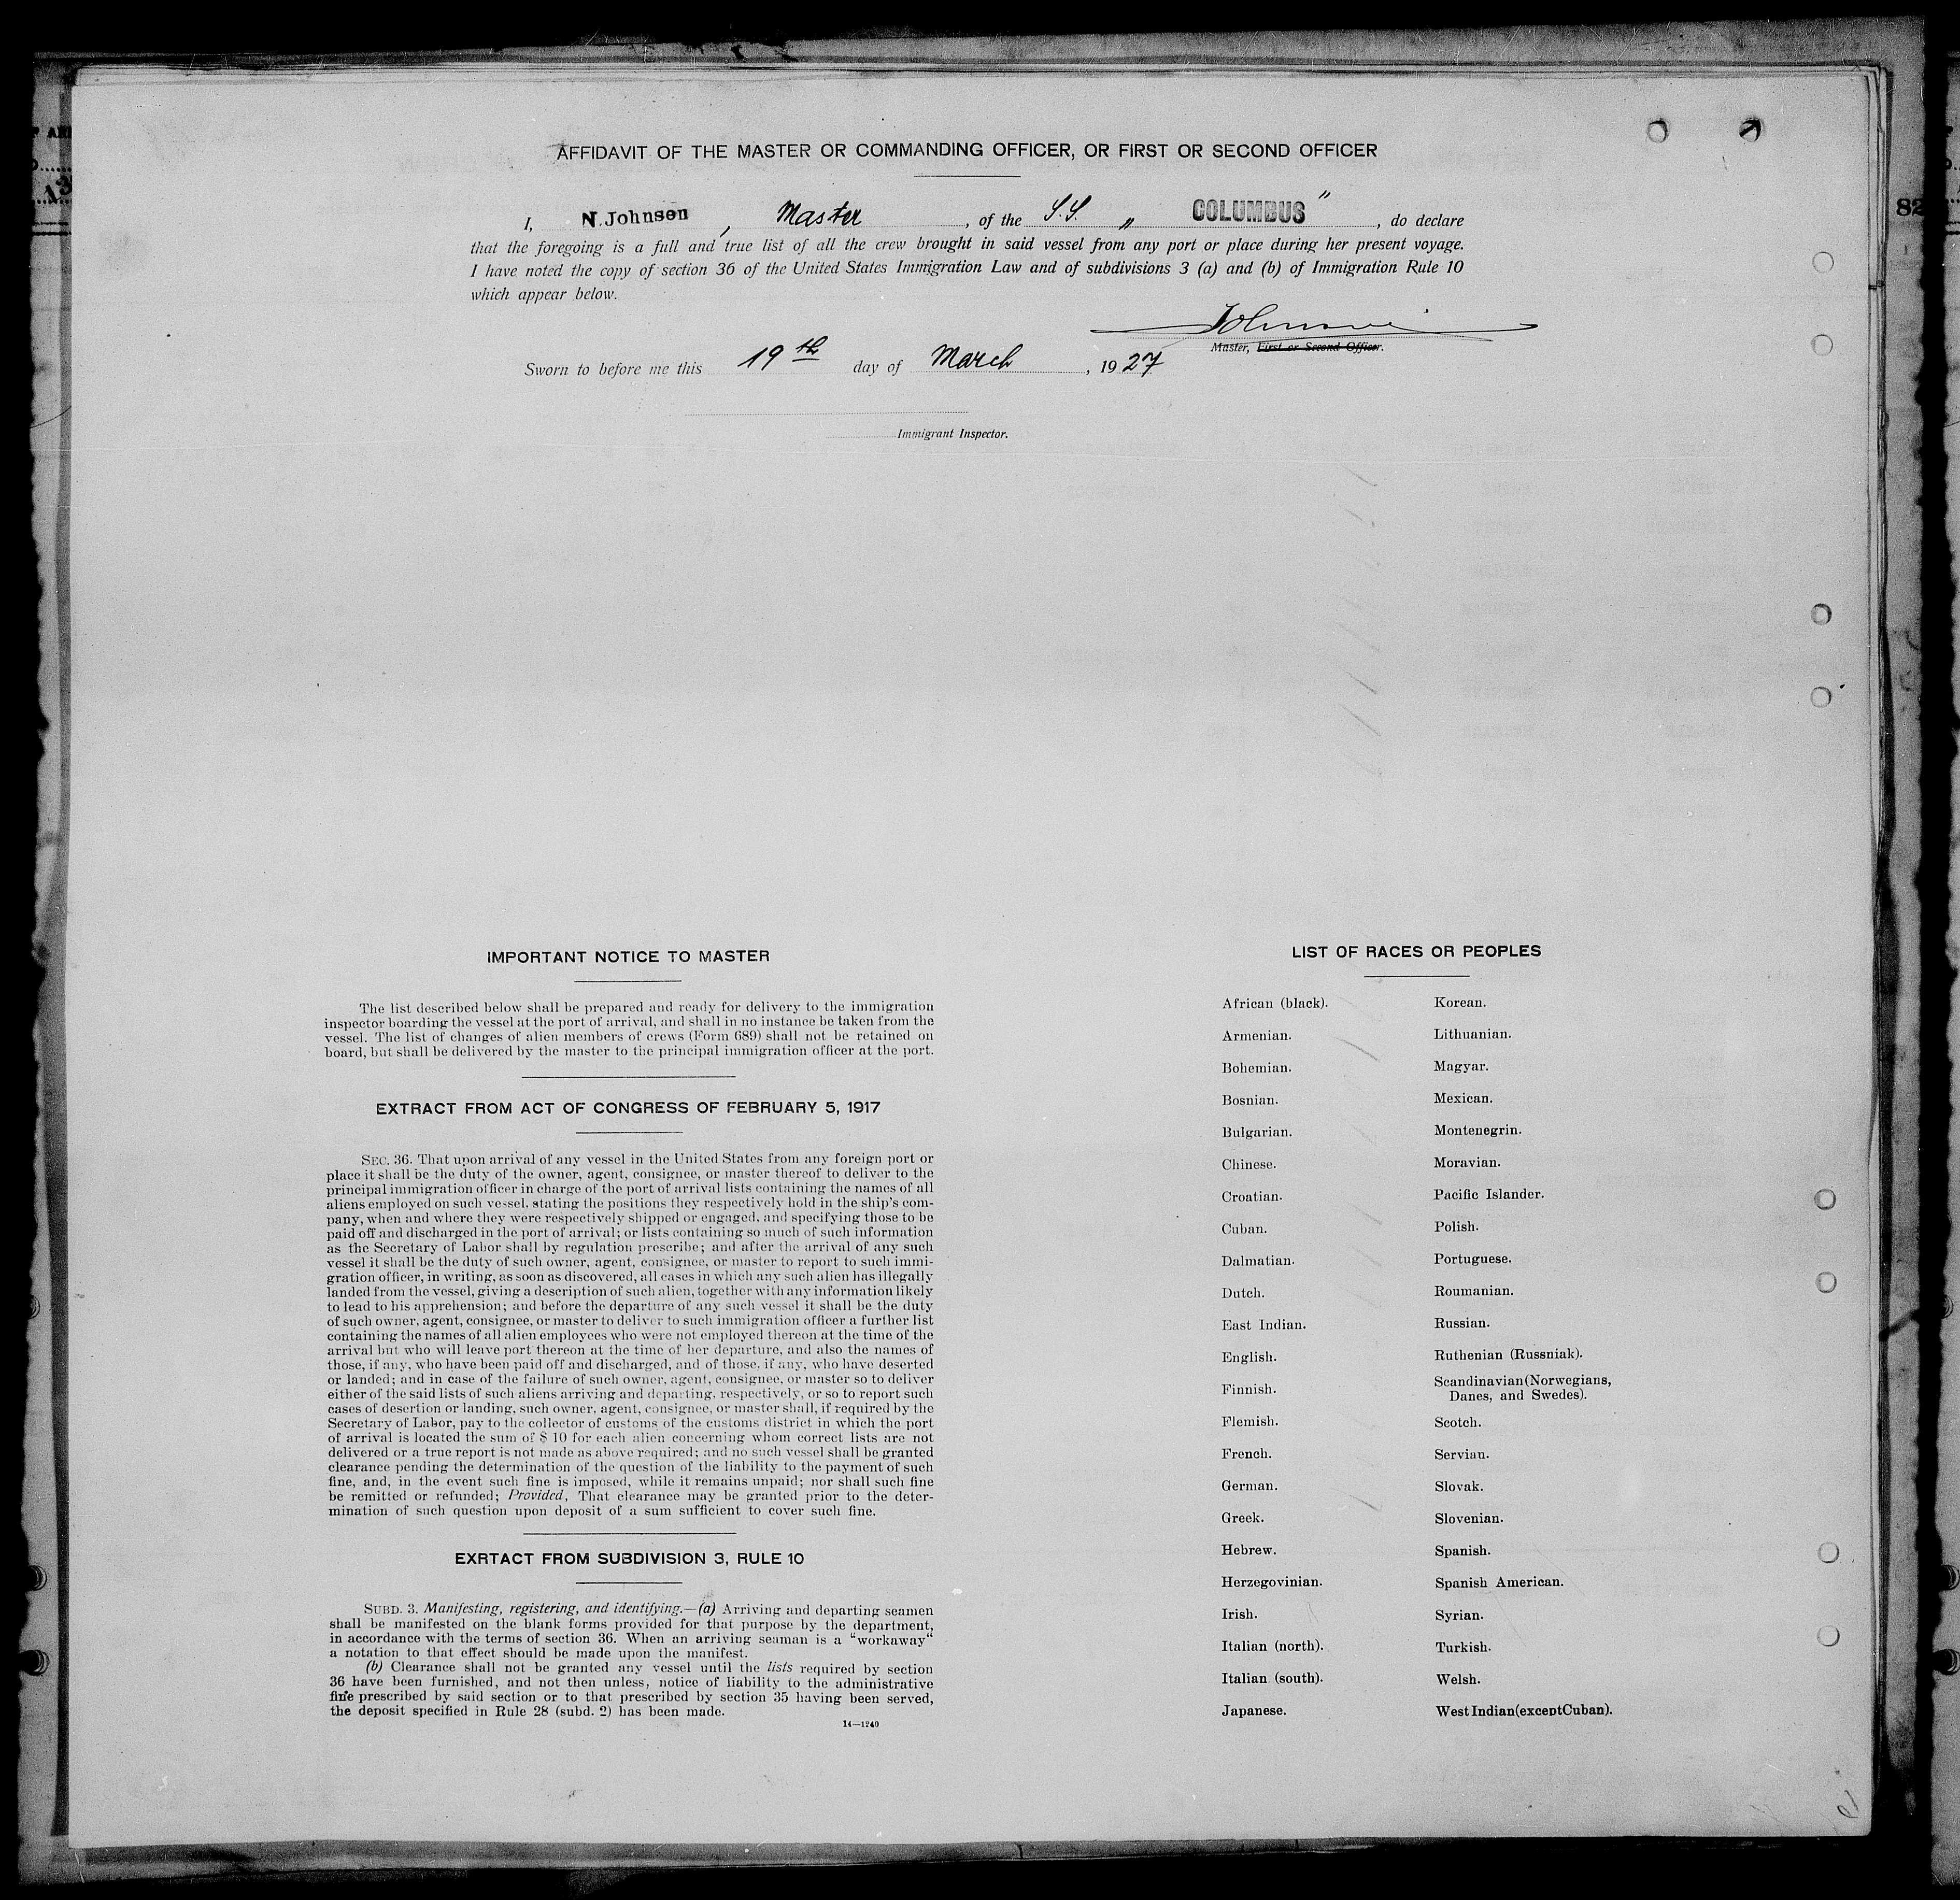 AFFIDAVIT OF THE MASTER OR COMMANDING OFFICER, OR FIRST OR SECOND OFFICER
I, N. Johnsen, Master, of the S.S. „ COLUMBUS ", do declare
that the foregoing is a full and true list of all the crew brought in said vessel from any port or place during her present voyage.
I have noted the copy of section 36 of the United States Immigration Law and of subdivisions 3 (a) and (b) of Immigration Rule 10
which appear below.
Johnsen
Master, First or Second Officer.
Sworn to before me this 19th day of March, 1927
Immigrant Inspector.
IMPORTANT NOTICE TO MASTER
The list described below shall be prepared and ready for delivery to the immigration
inspector boarding the vessel at the port of arrival, and shall in no instance be taken from the
vessel. The list of changes of alien members of crews (Form 689) shall not be retained on
board, but shall be delivered by the master to the principal immigration officer at the port.
EXTRACT FROM ACT OF CONGRESS OF FEBRUARY 5, 1917
SEC. 36. That upon arrival of any vessel in the United States from any foreign port or
place it shall be the duty of the owner, agent, consignee, or master thereof to deliver to the
principal immigration officer in charge of the port of arrival lists containing the names of all
aliens employed on such vessel, stating the positions they respectively hold in the ship's com-
pany, when and where they were respectively shipped or engaged, and specifying those to be
paid off and discharged in the port of arrival; or lists containing so much of such information
as the Secretary of Labor shall by regulation prescribe; and after the arrival of any such
vessel it shall be the duty of such owner, agent, consignee, or master to report to such immi-
gration officer, in writing, as soon as discovered, all cases in which any such alien has illegally
landed from the vessel, giving a description of such alien, together with any information likely
to lead to his apprehension; and before the departure of any such vessel it shall be the duty
of such owner, agent, consignee, or master to deliver to such immigration officer a further list
containing the names of all alien employees who were not employed thereon at the time of the
arrival but who will leave port thereon at the time of her departure, and also the names of
those, if any, who have been paid off and discharged, and of those, if any, who have deserted
or landed; and in case of the failure of such owner, agent, consignee, or master so to deliver
either of the said lists of such aliens arriving and departing, respectively, or so to report such
cases of desertion or landing, such owner, agent, consignee, or master shall, if required by the
Secretary of Labor, pay to the collector of customs of the customs district in which the port
of arrival is located the sum of $ 10 for each alien concerning whom correct lists are not
delivered or a true report is not made as above required; and no such vessel shall be granted
clearance pending the determination of the question of the liability to the payment of such
fine, and, in the event such fine is imposed, while it remains unpaid; nor shall such fine
be remitted or refunded; Provided, That clearance may be granted prior to the deter-
mination of such question upon deposit of a sum sufficient to cover such fine.
EXRTACT FROM SUBDIVISION 3, RULE 10
SUBD. 3. Manifesting, registering, and identifying.—(a) Arriving and departing seamen
shall be manifested on the blank forms provided for that purpose by the department,
in accordance with the terms of section 36. When an arriving seaman is a "workaway"
a notation to that effect should be made upon the manifest.
(b) Clearance shall not be granted any vessel until the lists required by section
36 have been furnished, and not then unless, notice of liability to the administrative
fine prescribed by said section or to that prescribed by section 35 having been served,
the deposit specified in Rule 28 (subd. 2) has been made.
14—1240
LIST OF RACES OR PEOPLES
African (black).
Armenian.
Bohemian.
Bosnian.
Bulgarian.
Chinese.
Croatian.
Cuban.
Dalmatian.
Dutch.
East Indian.
English.
Finnish.
Flemish.
French.
German.
Greek.
Hebrew.
Herzegovinian.
Irish.
Italian (north).
Italian (south).
Japanese.
Korean.
Lithuanian.
Magyar.
Mexican.
Montenegrin.
Moravian.
Pacific Islander.
Polish.
Portuguese.
Roumanian.
Russian.
Ruthenian (Russniak).
Scandinavian (Norwegians,
Danes, and Swedes).
Scotch.
Servian.
Slovak.
Slovenian.
Spanish.
Spanish American.
Syrian.
Turkish.
Welsh.
West Indian (except Cuban).
82